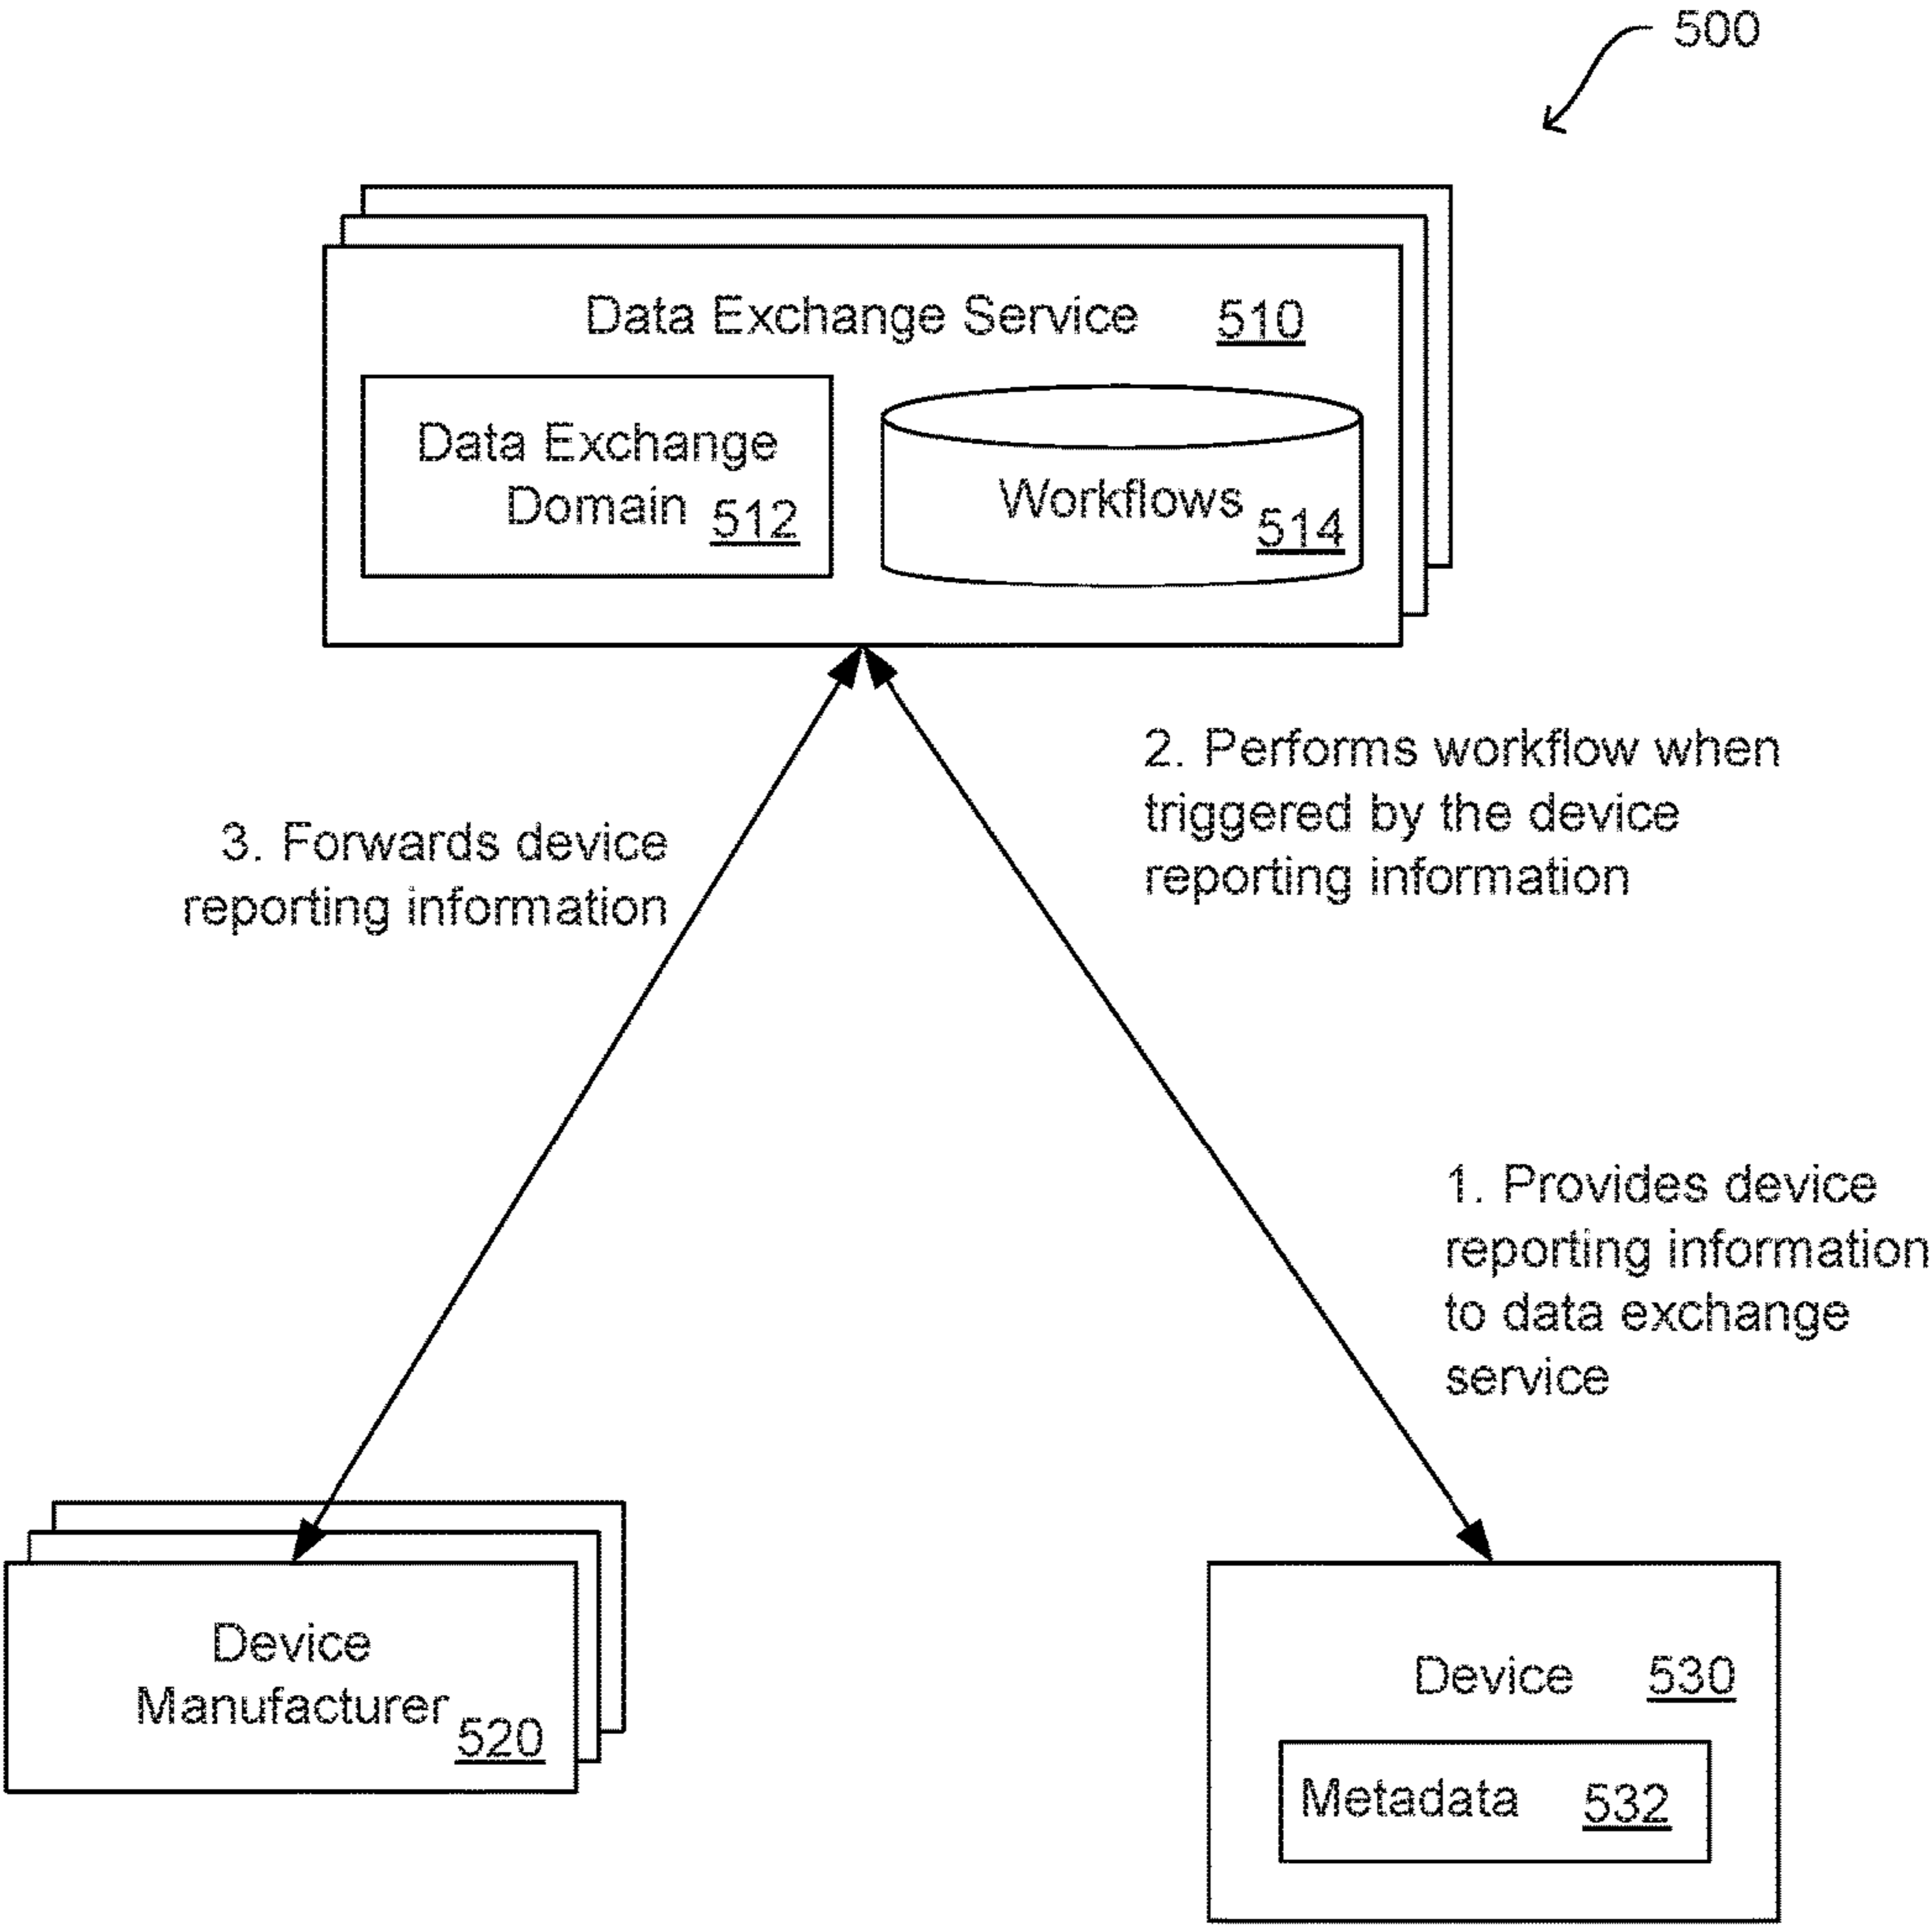 500
Data Exchange Service 510
Data Exchange
Domain 512
Workflows 514
2. Performs workflow when
triggered by the device
reporting information
3. Forwards device
reporting information
1. Provides device
reporting information
to data exchange
service
Device
Manufacturer 520
Device 530
Metadata 532